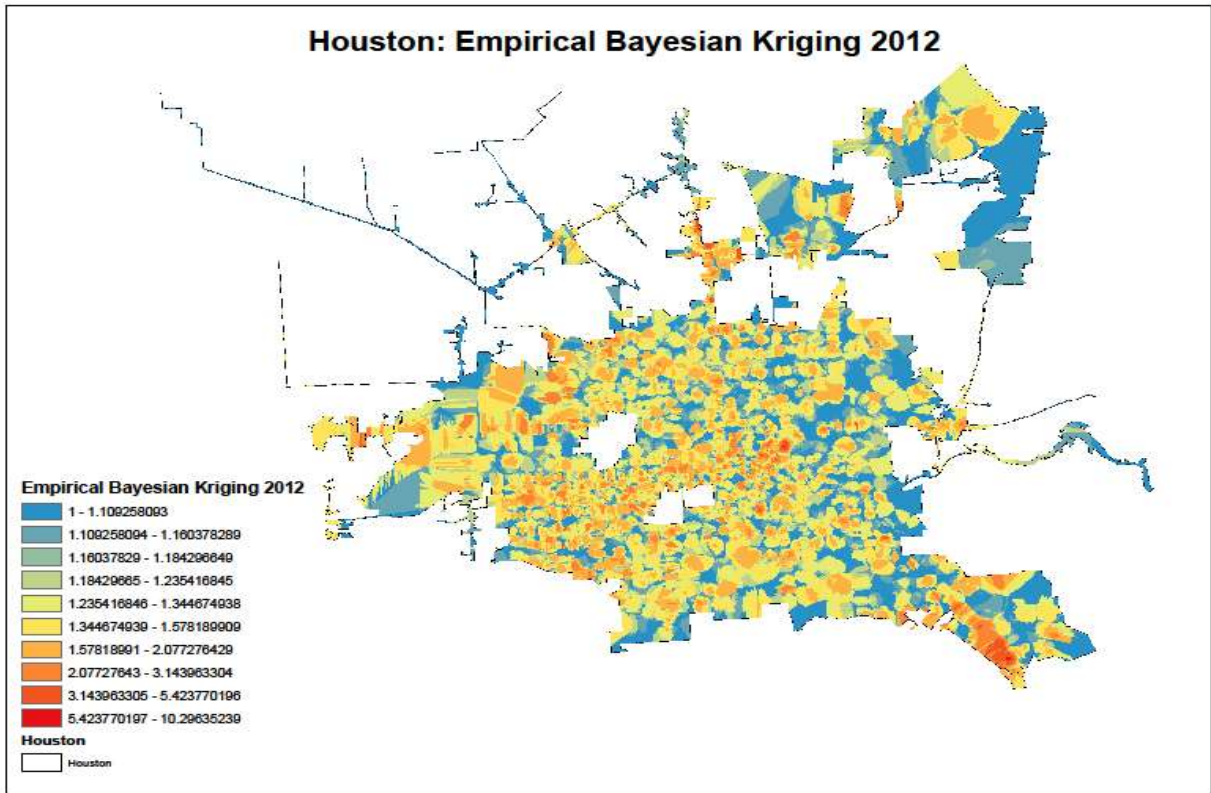 Houston: Empirical Bayesian Kriging 2012
Empirical Bayesian Kriging 2012
1 - 1.109258093
1.109258094 - 1.160378289
1.16037829 - 1.184296649
1.18429665 - 1.235416845
1.235416846 - 1.344674938
1.344674939 - 1.578189909
1.57818991 - 2.077276429
2.07727643 - 3.143963304
3.143963305 - 5.423770196
5.423770197 - 10.29635239
Houston
Houston